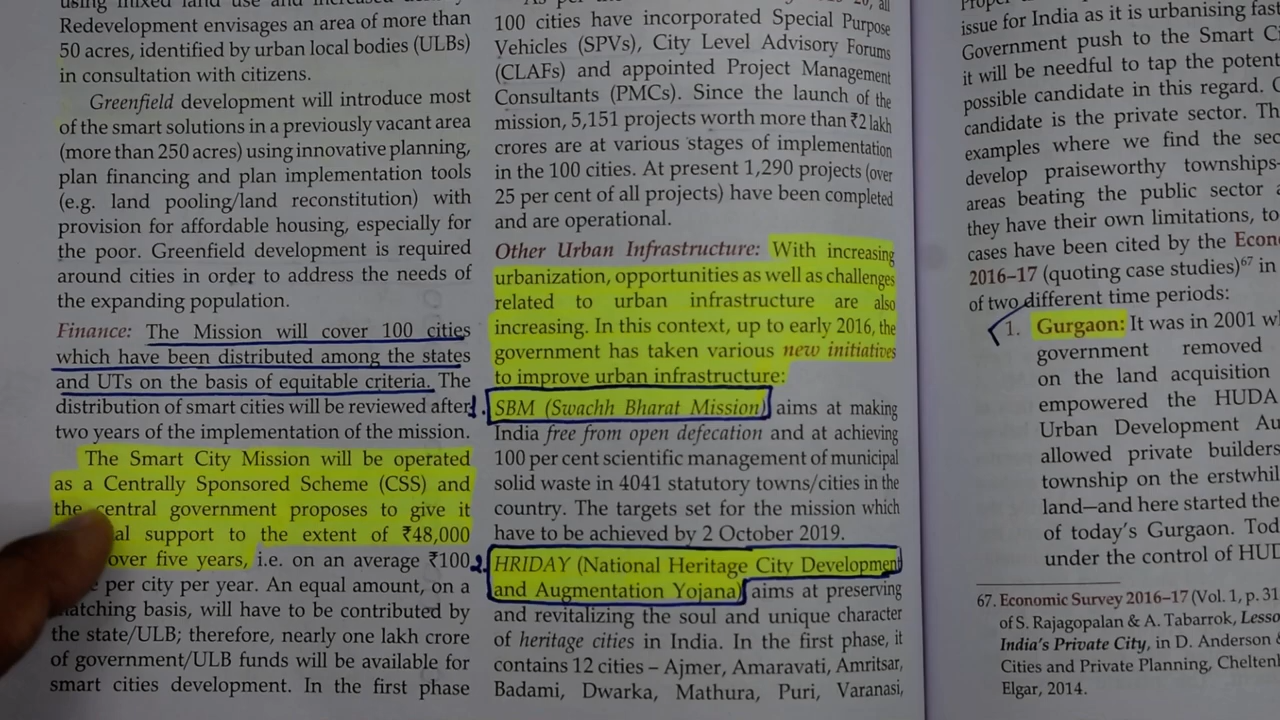 using mixed land use and increased
Redevelopment envisages an area of more than
50 acres, identified by urban local bodies (ULBs)
in consultation with citizens.
Greenfield development will introduce most
of the smart solutions in a previously vacant area
(more than 250 acres) using innovative planning,
plan financing and plan implementation tools
(e.g. land pooling/land reconstitution) with
provision for affordable housing, especially for
the poor. Greenfield development is required
around cities in order to address the needs of
the expanding population.
Finance: The Mission will cover 100 cities
which have been distributed among the states
and UTs on the basis of equitable criteria. The
distribution of smart cities will be reviewed after
two years of the implementation of the mission.
The Smart City Mission will be operated
as a Centrally Sponsored Scheme (CSS) and
the central government proposes to give it
support to the extent of ₹48,000
over five years, i.e. on an average ₹100
per city per year. An equal amount, on a
matching basis, will have to be contributed by
the state/ULB; therefore, nearly one lakh crore
of government/ULB funds will be available for
smart cities development. In the first phase
all
100 cities have incorporated Special Purpose
Vehicles (SPVs), City Level Advisory Forums
(CLAFs) and appointed Project Management
Consultants (PMCs). Since the launch of the
mission, 5,151 projects worth more than ₹2 lakh
crores are at various stages of implementation
in the 100 cities. At present 1,290 projects (over
25 per cent of all projects) have been completed
and are operational.
Other Urban Infrastructure: With increasing
urbanization, opportunities as well as challenges
related to urban infrastructure are also
increasing. In this context, up to early 2016, the
government has taken various new initiatives
to improve urban infrastructure:
1. SBM (Swachh Bharat Mission) aims at making
India free from open defecation and at achieving
100 per cent scientific management of municipal
solid waste in 4041 statutory towns/cities in the
country. The targets set for the mission which
have to be achieved by 2 October 2019.
2. HRIDAY (National Heritage City Development
and Augmentation Yojana) aims at preserving
and revitalizing the soul and unique character
of heritage cities in India. In the first phase, it
contains 12 cities – Ajmer, Amaravati, Amritsar,
Badami, Dwarka, Mathura, Puri, Varanasi,
issue for India as it is urbanising fast
Government push to the Smart
it will be needful to tap the
possible candidate in this regard.
candidate is the private sector.
examples where we find the
develop praiseworthy townships
areas beating the public sector
they have their own limitations, to
cases have been cited by the
2016–17 (quoting case studies)67 in
of two different time periods:
1. Gurgaon: It was in 2001
government removed
on the land acquisition
empowered the HUDA
Urban Development
allowed private builders
township on the
land—and here started the
of today's Gurgaon.
under the control of
67. Economic Survey 2016–17 (Vol. 1, p. 31
of S. Rajagopalan & A. Tabarrok,
India's Private City, in D. Anderson &
Cities and Private Planning,
Elgar, 2014.